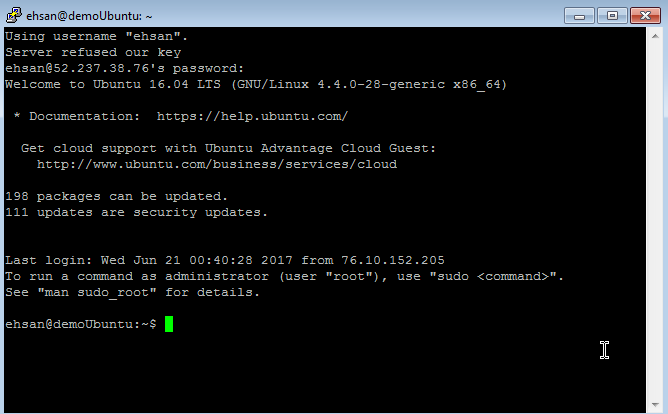 ehsan@demoUbuntu: ~
Using username "ehsan".
Server refused our key
ehsan@52.237.38.76's password:
Welcome to Ubuntu 16.04 LTS (GNU/Linux 4.4.0-28-generic x86_64)
* Documentation:  https://help.ubuntu.com/
Get cloud support with Ubuntu Advantage Cloud Guest:
http://www.ubuntu.com/business/services/cloud
198 packages can be updated.
111 updates are security updates.
Last login: Wed Jun 21 00:40:28 2017 from 76.10.152.205
To run a command as administrator (user "root"), use "sudo <command>".
See "man sudo_root" for details.
ehsan@demoUbuntu:~$